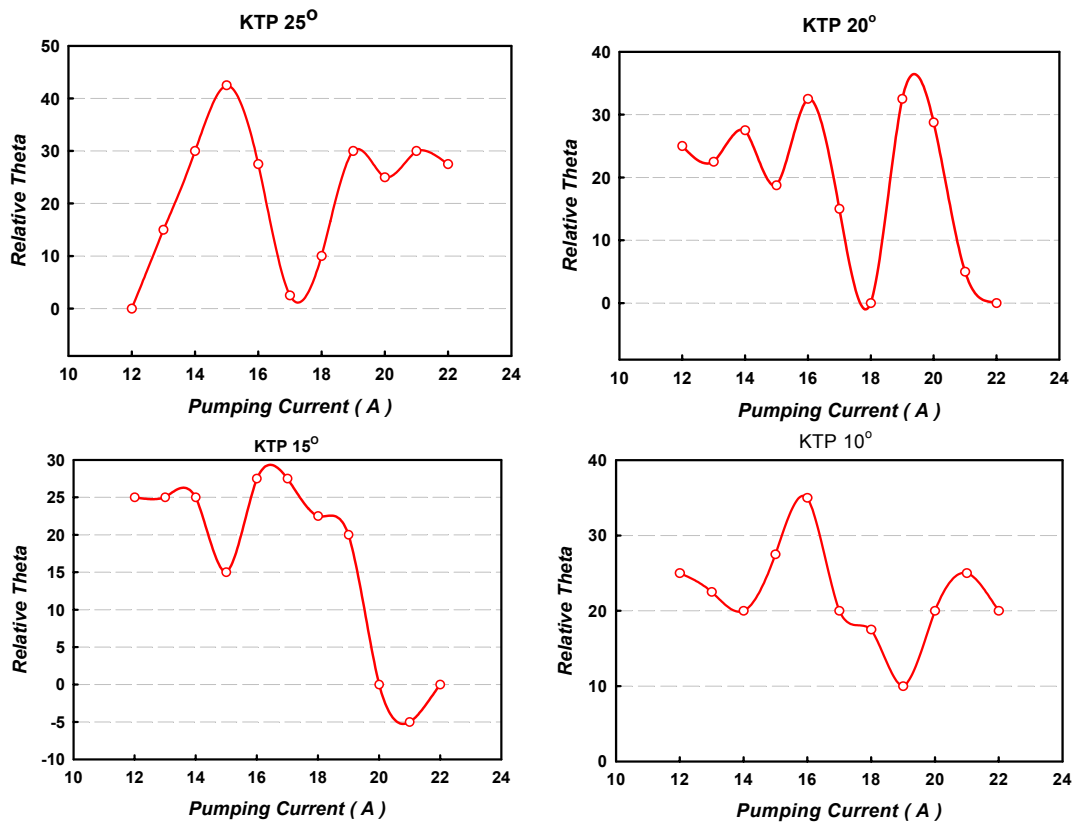 KTP 25°
50
40
30
20
10
0
Relative Theta
10 12 14 16 18 20 22 24
Pumping Current ( A )
KTP 20°
40
30
20
10
0
Relative Theta
10 12 14 16 18 20 22 24
Pumping Current ( A )
KTP 15°
30
25
20
15
10
5
0
-5
-10
Relative Theta
10 12 14 16 18 20 22 24
Pumping Current ( A )
KTP 10°
40
30
20
10
0
Relative Theta
10 12 14 16 18 20 22 24
Pumping Current ( A )